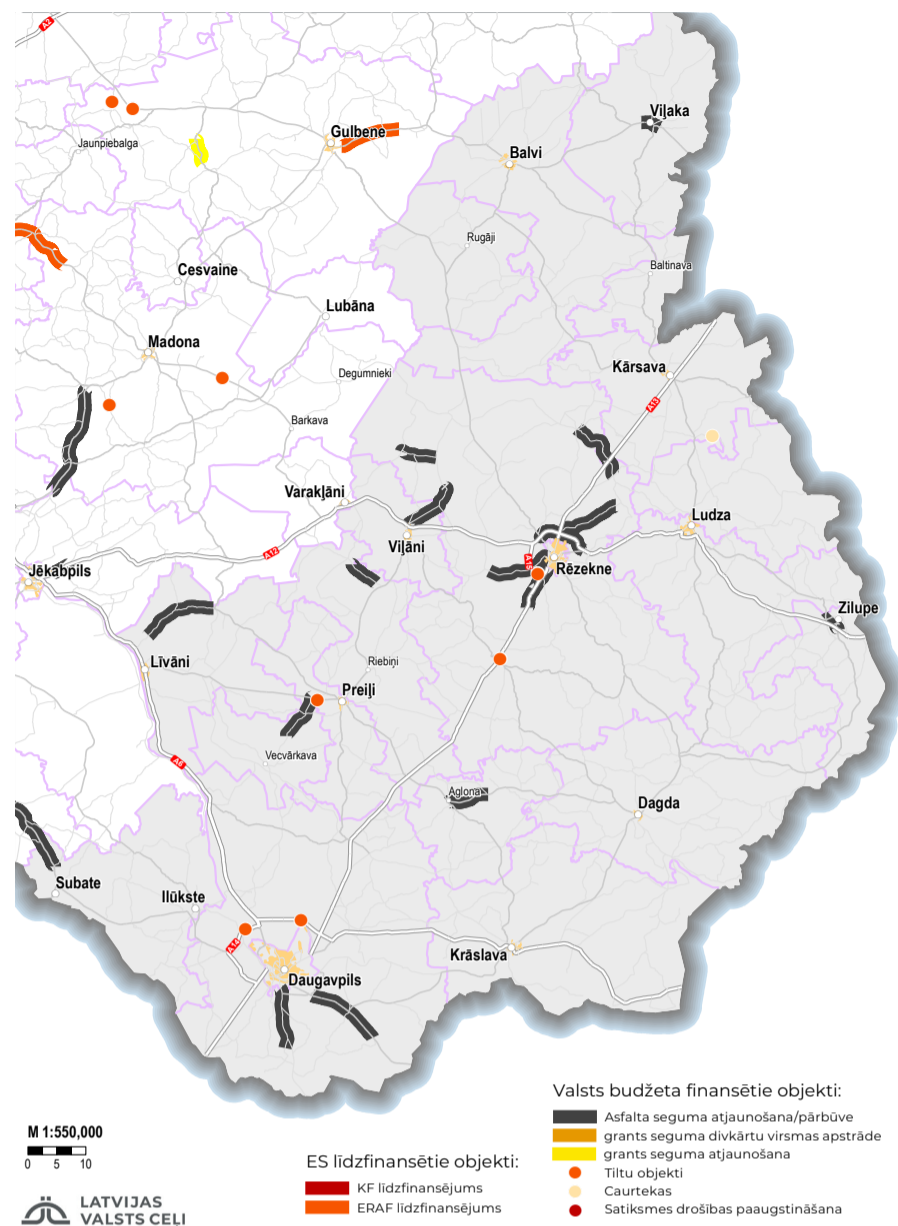 A2
Viļaka
Gulbene
Jaunpiebalga
Balvi
Rugāji
Baltinava
Cesvaine
Lubāna
Madona
Degumnieki
Kārsava
A13
Barkava
Varakļāni
Ludza
Viļāni
A12
Jēkabpils
A15
Rēzekne
Zilupe
Līvāni
Riebiņi
Preiļi
Vecvārkava
A6
Aglona
Dagda
Subate
Ilūkste
A14
Krāslava
Daugavpils
Valsts budžeta finansētie objekti:
Asfalta seguma atjaunošana/pārbūve
grants seguma divkārtu virsmas apstrāde
grants seguma atjaunošana
Tiltu objekti
Caurtekas
Satiksmes drošības paaugstināšana
M 1:550,000
0 5 10
ES līdzfinansētie objekti:
KF līdzfinansējums
ERAF līdzfinansējums
LATVIJAS
VALSTS CEĻI